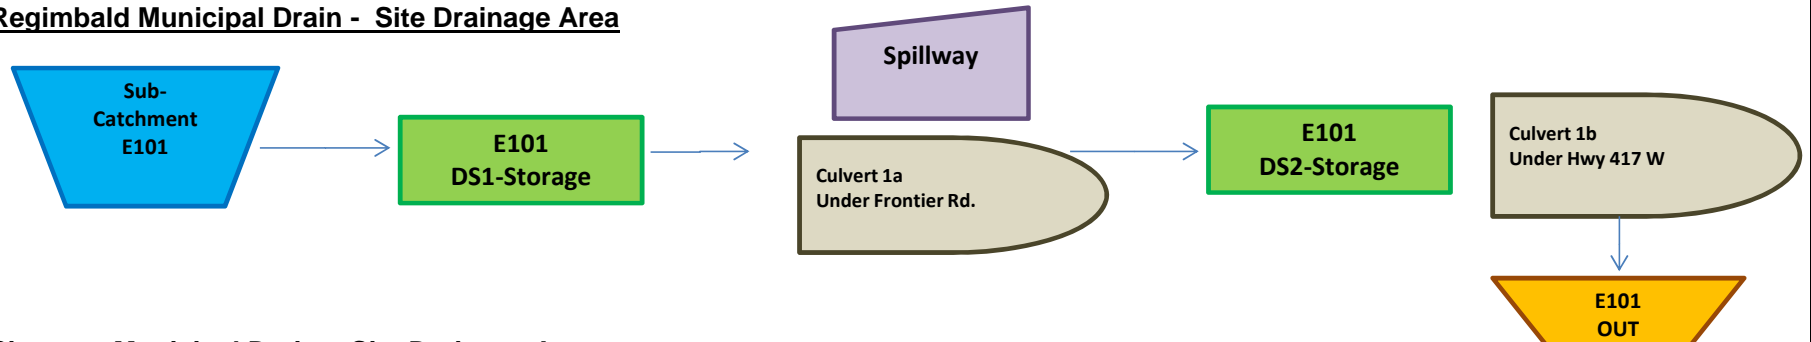 Regimbald Municipal Drain - Site Drainage Area
Spillway
Sub-
Catchment
E101
E101
DS1-Storage
Culvert 1a
Under Frontier Rd.
E101
DS2-Storage
Culvert 1b
Under Hwy 417 W
E101
OUT